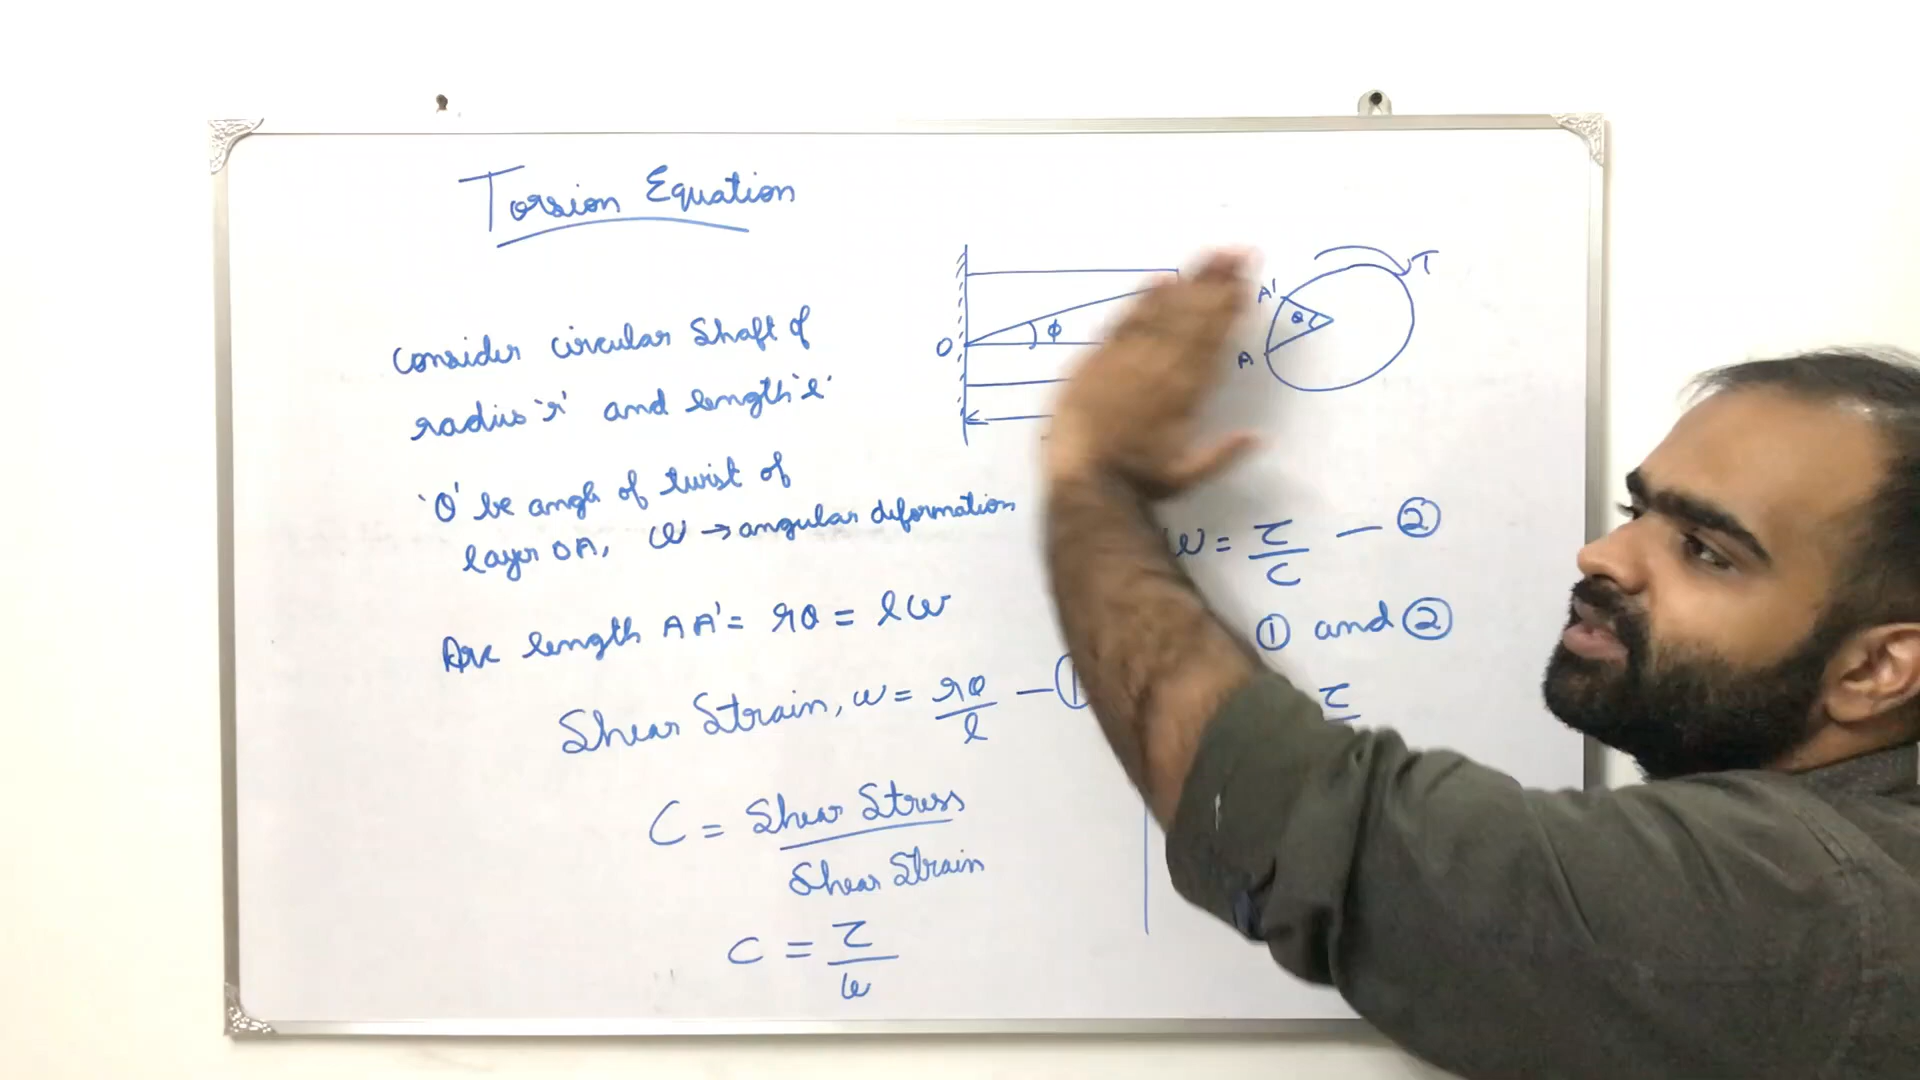 Torsion Equation
Consider circular Shaft of
radius 'r' and length 'l'
'θ' be angle of twist of
layer OA, ϕ → angular deformation
Arc length AA' = rθ = lϕ
Shear Strain, ϕ = rθ/l — ①
C = Shear Stress/Shear Strain
C = τ/ϕ
O
ϕ
A'
θ
A
T
ϕ = τ/C — ②
① and ②
τ